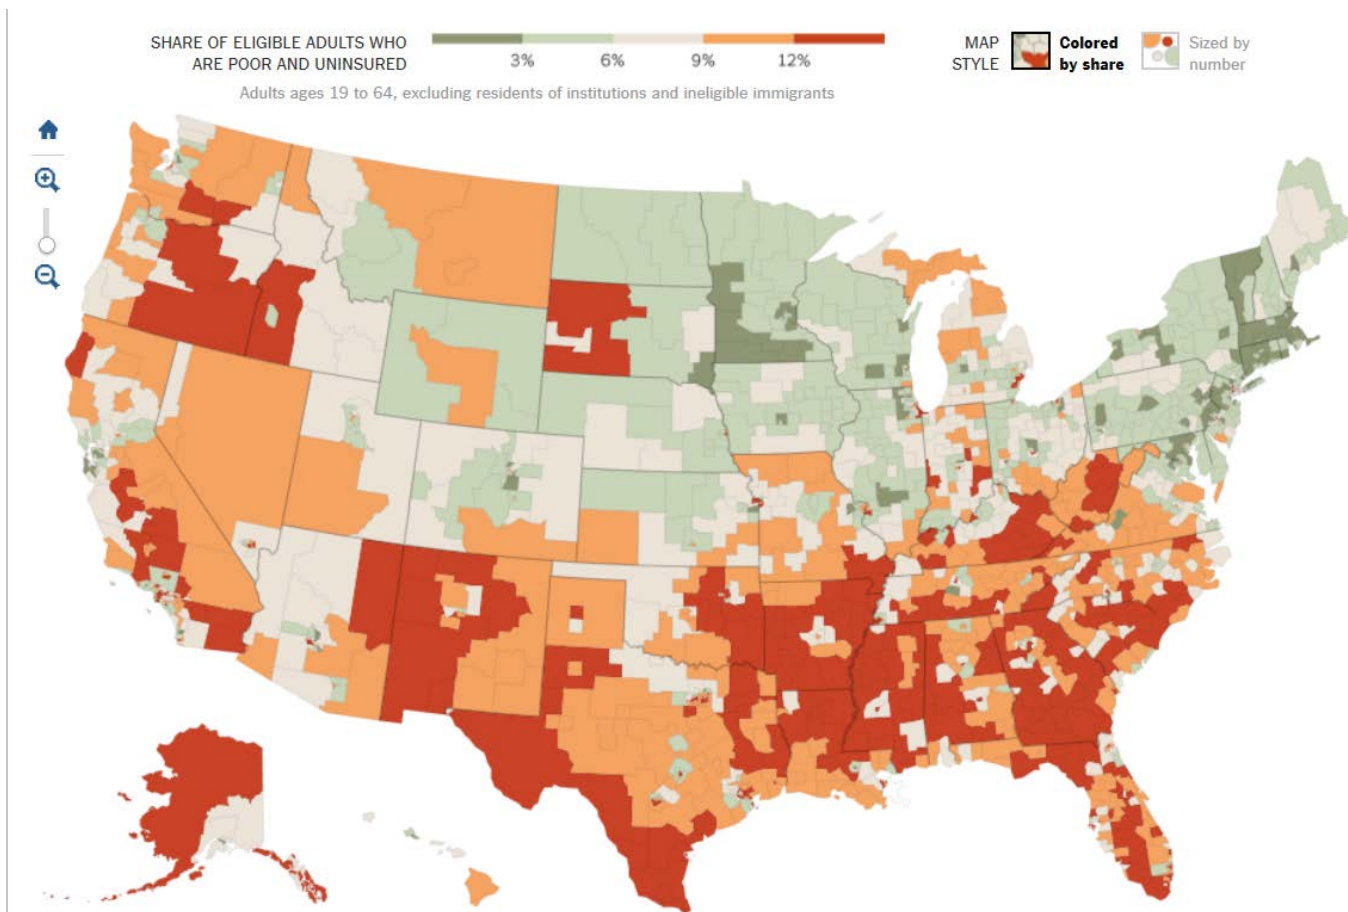 SHARE OF ELIGIBLE ADULTS WHO
ARE POOR AND UNINSURED
3% 6% 9% 12%
MAP
STYLE
Colored
by share
Sized by
number
Adults ages 19 to 64, excluding residents of institutions and ineligible immigrants